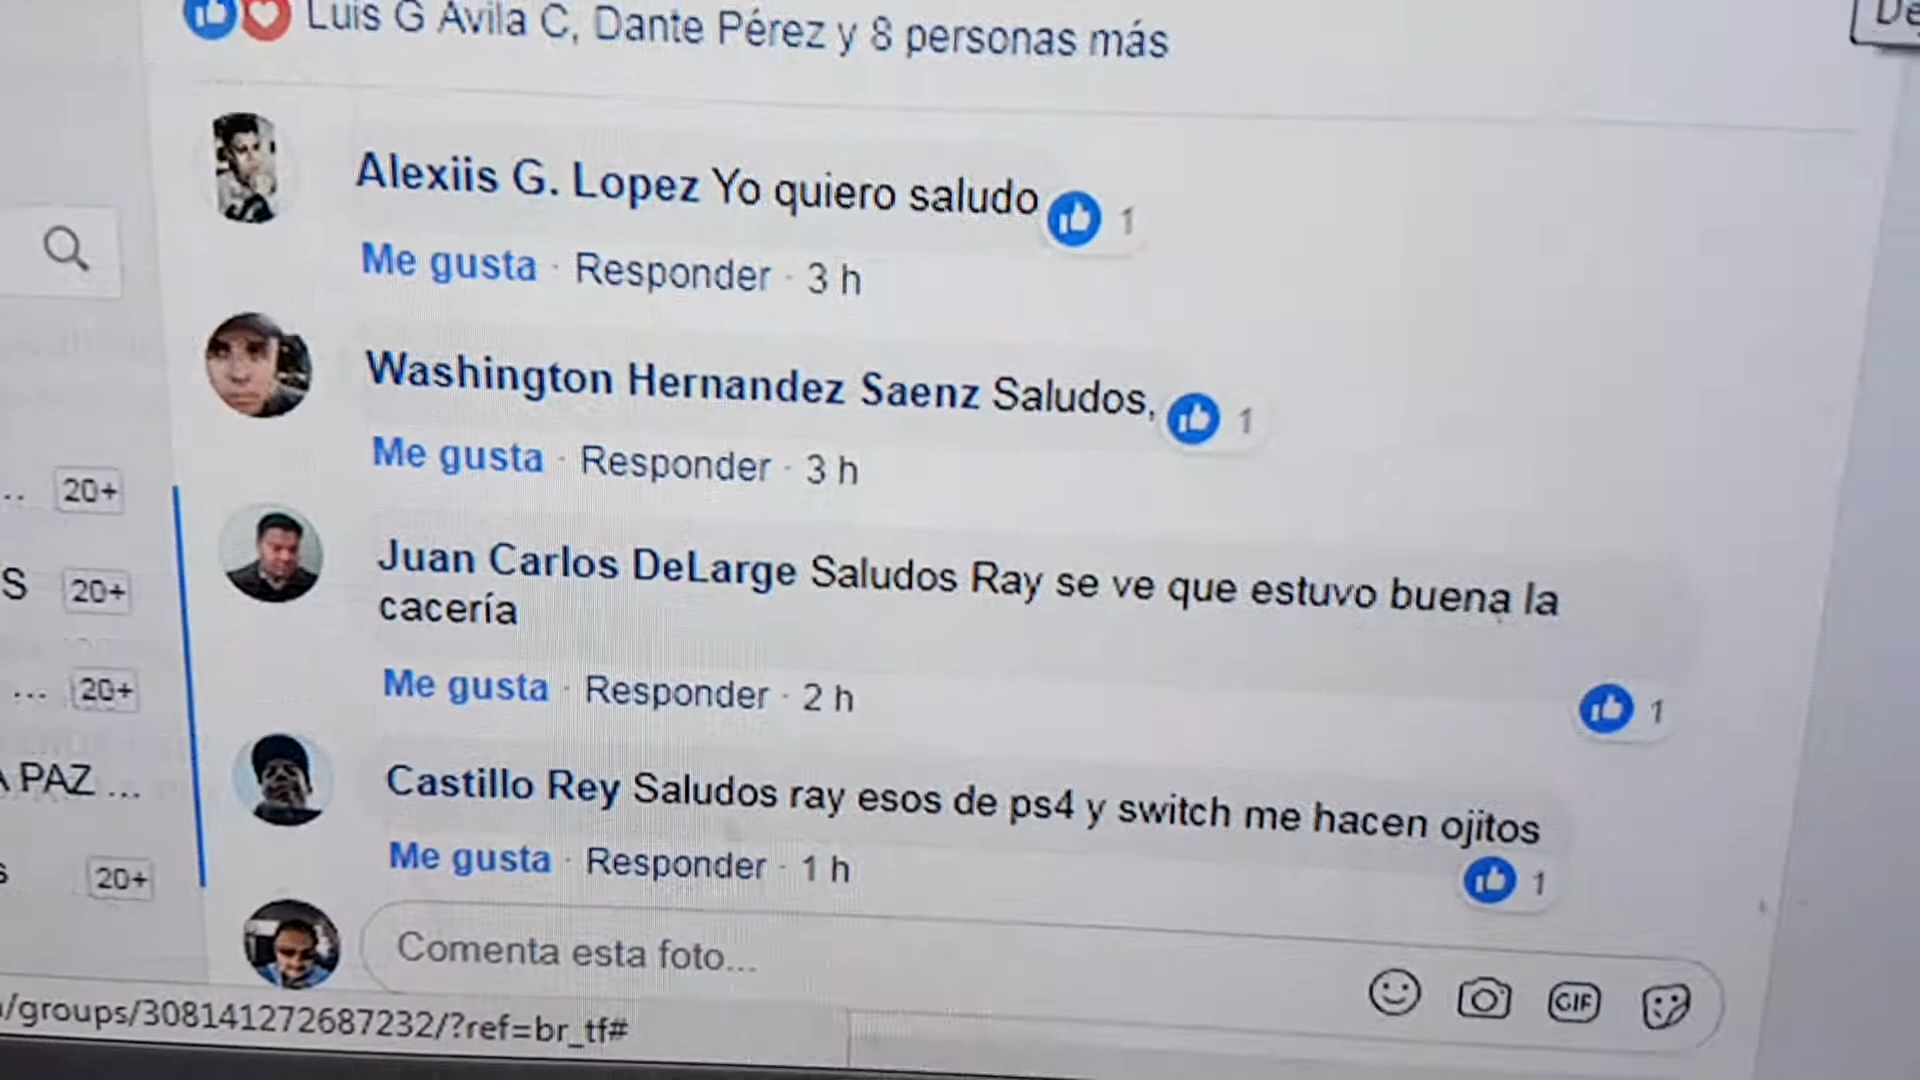 De
Luis G Avila C, Dante Pérez y 8 personas más
Alexiis G. Lopez Yo quiero saludo 1
Me gusta · Responder · 3 h
Washington Hernandez Saenz Saludos, 1
Me gusta · Responder · 3 h
.. 20+
Juan Carlos DeLarge Saludos Ray se ve que estuvo buena la
cacería
S 20+
Me gusta · Responder · 2 h 1
... 20+
A PAZ ...
Castillo Rey Saludos ray esos de ps4 y switch me hacen ojitos
Me gusta · Responder · 1 h 1
s 20+
Comenta esta foto...
GIF
/groups/308141272687232/?ref=br_tf#